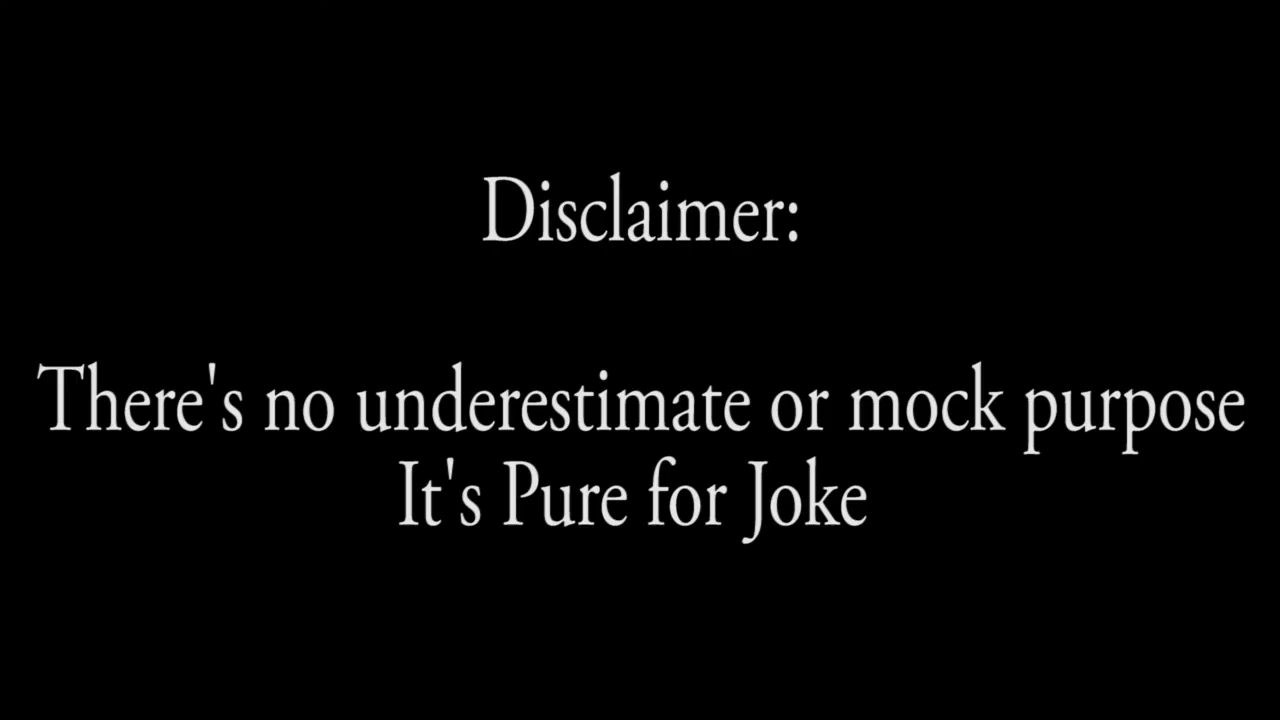 Disclaimer:
There's no underestimate or mock purpose
It's Pure for Joke